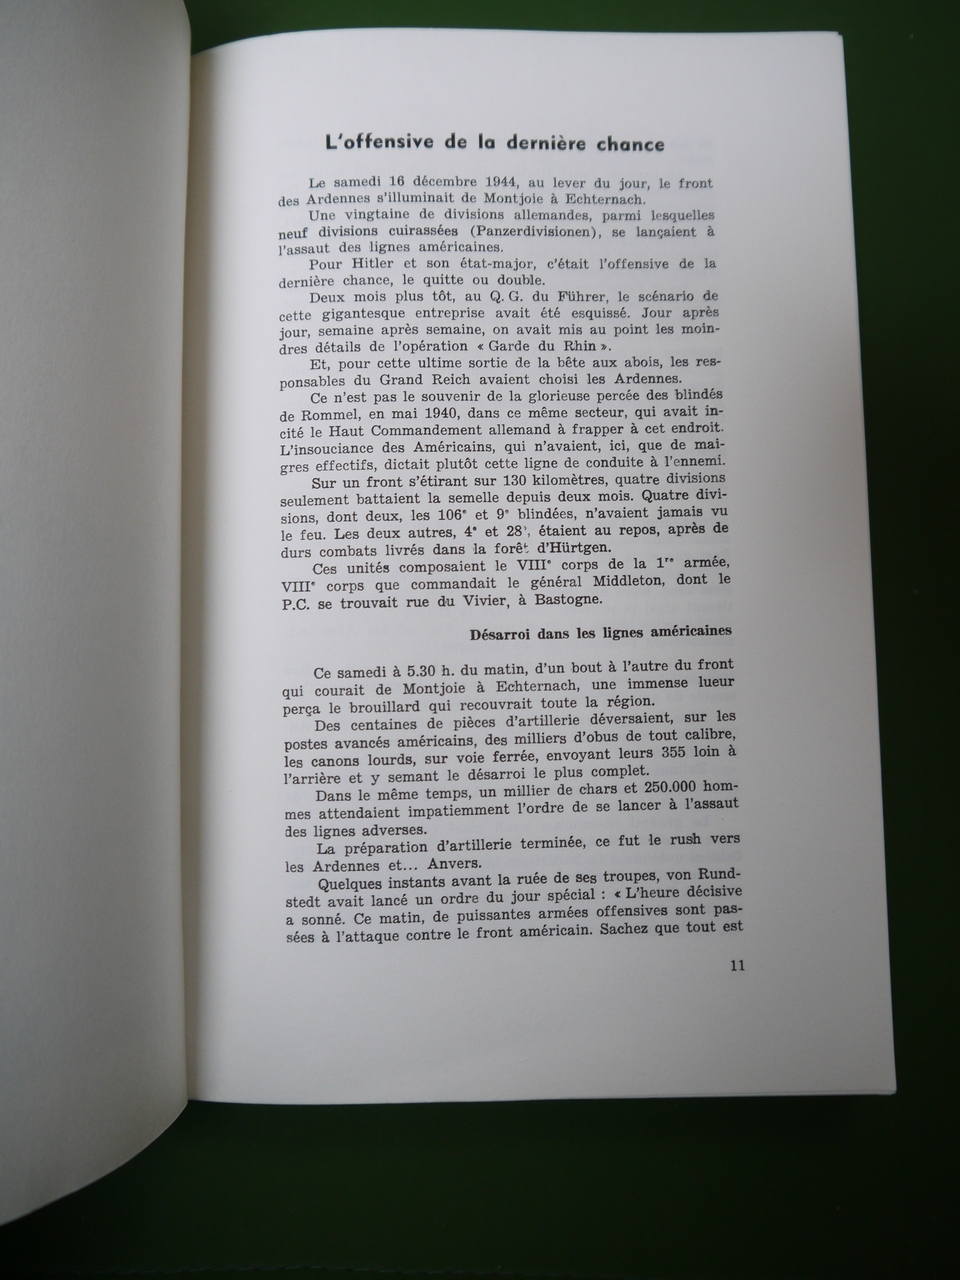 L'offensive de la dernière chance
Le samedi 16 décembre 1944, au lever du jour, le front
des Ardennes s'illuminait de Montjoie à Echternach.
Une vingtaine de divisions allemandes, parmi lesquelles
neuf divisions cuirassées (Panzerdivisionen), se lançaient à
l'assaut des lignes américaines.
Pour Hitler et son état-major, c'était l'offensive de la
dernière chance, le quitte ou double.
Deux mois plus tôt, au Q. G. du Führer, le scénario de
cette gigantesque entreprise avait été esquissé. Jour après
jour, semaine après semaine, on avait mis au point les moin-
dres détails de l'opération « Garde du Rhin ».
Et, pour cette ultime sortie de la bête aux abois, les res-
ponsables du Grand Reich avaient choisi les Ardennes.
Ce n'est pas le souvenir de la glorieuse percée des blindés
de Rommel, en mai 1940, dans ce même secteur, qui avait in-
cité le Haut Commandement allemand à frapper à cet endroit.
L'insouciance des Américains, qui n'avaient, ici, que de mai-
gres effectifs, dictait plutôt cette ligne de conduite à l'ennemi.
Sur un front s'étirant sur 130 kilomètres, quatre divisions
seulement battaient la semelle depuis deux mois. Quatre divi-
sions, dont deux, les 106e et 9e blindées, n'avaient jamais vu
le feu. Les deux autres, 4e et 28e, étaient au repos, après de
durs combats livrés dans la forêt d'Hürtgen.
Ces unités composaient le VIIIe corps de la 1re armée,
VIIIe corps que commandait le général Middleton, dont le
P.C. se trouvait rue du Vivier, à Bastogne.
Désarroi dans les lignes américaines
Ce samedi à 5.30 h. du matin, d'un bout à l'autre du front
qui courait de Montjoie à Echternach, une immense lueur
perça le brouillard qui recouvrait toute la région.
Des centaines de pièces d'artillerie déversaient, sur les
postes avancés américains, des milliers d'obus de tout calibre,
les canons lourds, sur voie ferrée, envoyant leurs 355 loin à
l'arrière et y semant le désarroi le plus complet.
Dans le même temps, un millier de chars et 250.000 hom-
mes attendaient impatiemment l'ordre de se lancer à l'assaut
des lignes adverses.
La préparation d'artillerie terminée, ce fut le rush vers
les Ardennes et... Anvers.
Quelques instants avant la ruée de ses troupes, von Rund-
stedt avait lancé un ordre du jour spécial : « L'heure décisive
a sonné. Ce matin, de puissantes armées offensives sont pas-
sées à l'attaque contre le front américain. Sachez que tout est
11